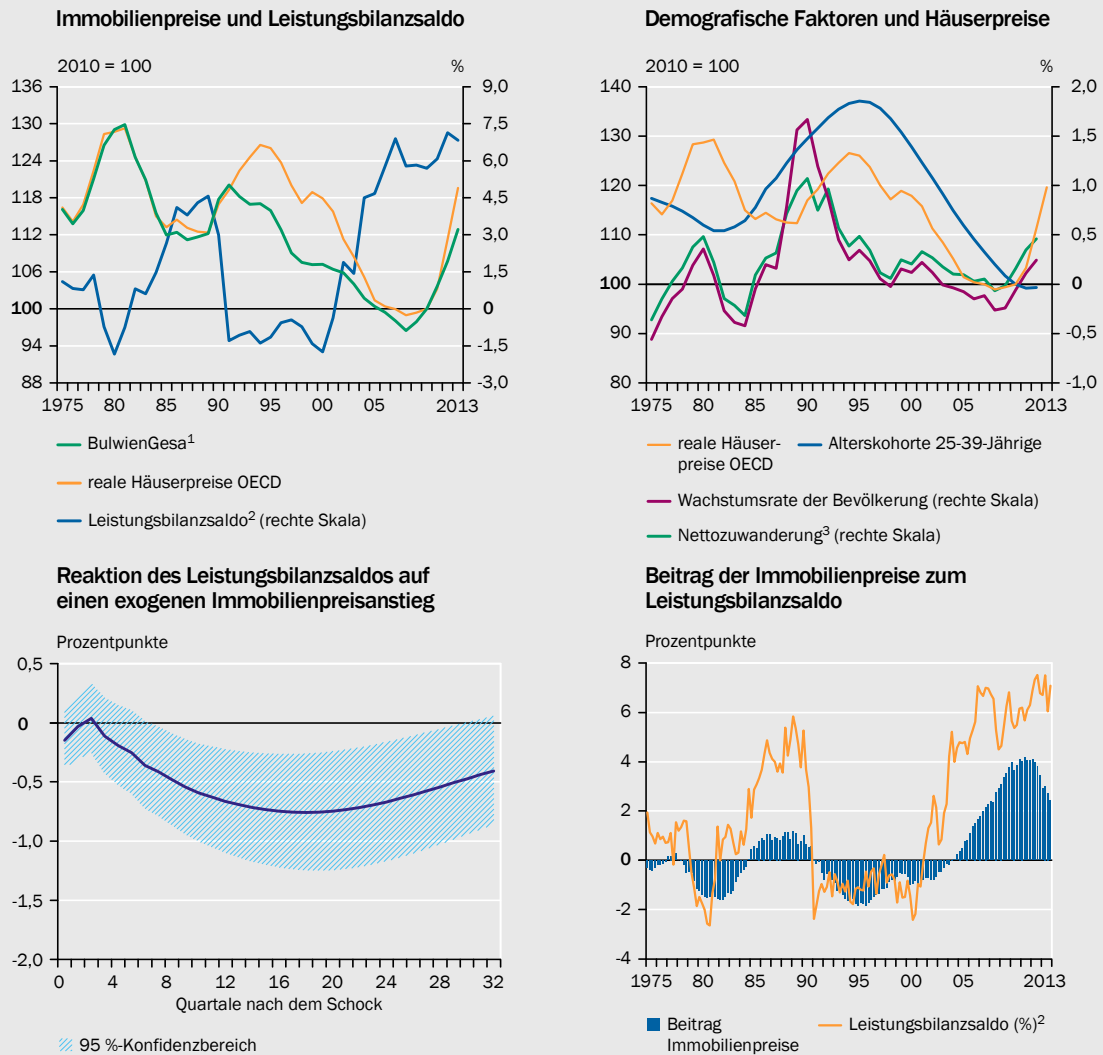 Immobilienpreise und Leistungsbilanzsaldo
2010 = 100 %
136 9,0
130 7,5
124 6,0
118 4,5
112 3,0
106 1,5
100 0
94 -1,5
88 -3,0
1975 80 85 90 95 00 05 2013
BulwienGesa¹
reale Häuserpreise OECD
Leistungsbilanzsaldo² (rechte Skala)
Demografische Faktoren und Häuserpreise
2010 = 100 %
140 2,0
130 1,5
120 1,0
110 0,5
100 0
90 -0,5
80 -1,0
1975 80 85 90 95 00 05 2013
reale Häuser-
preise OECD
Alterskohorte 25-39-Jährige
Wachstumsrate der Bevölkerung (rechte Skala)
Nettozuwanderung³ (rechte Skala)
Reaktion des Leistungsbilanzsaldos auf
einen exogenen Immobilienpreisanstieg
Prozentpunkte
0,5
0
-0,5
-1,0
-1,5
-2,0
0 4 8 12 16 20 24 28 32
Quartale nach dem Schock
95 %-Konfidenzbereich
Beitrag der Immobilienpreise zum
Leistungsbilanzsaldo
Prozentpunkte
8
6
4
2
0
-2
-4
1975 80 85 90 95 00 05 2013
Beitrag
Immobilienpreise
Leistungsbilanzsaldo (%)²